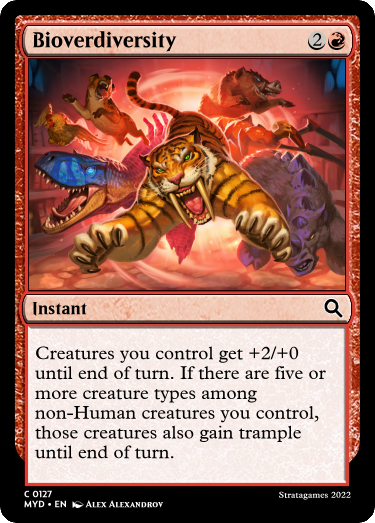 Bioverdiversity 2
Instant
Creatures you control get +2/+0
until end of turn. If there are five or
more creature types among
non-Human creatures you control,
those creatures also gain trample
until end of turn.
C 0127
Stratagames 2022
MYD • EN Alex Alexandrov